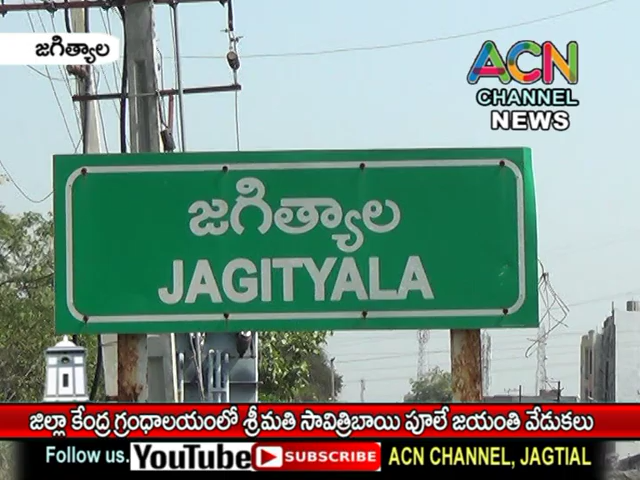 జగిత్యాల
ACN
CHANNEL
NEWS
జగిత్యాల
JAGITYALA
జిల్లా కేంద్ర గ్రంధాలయంలో శ్రీమతి సావిత్రిబాయి పూలే జయంతి వేడుకలు
Follow us. YouTube SUBSCRIBE ACN CHANNEL, JAGTIAL